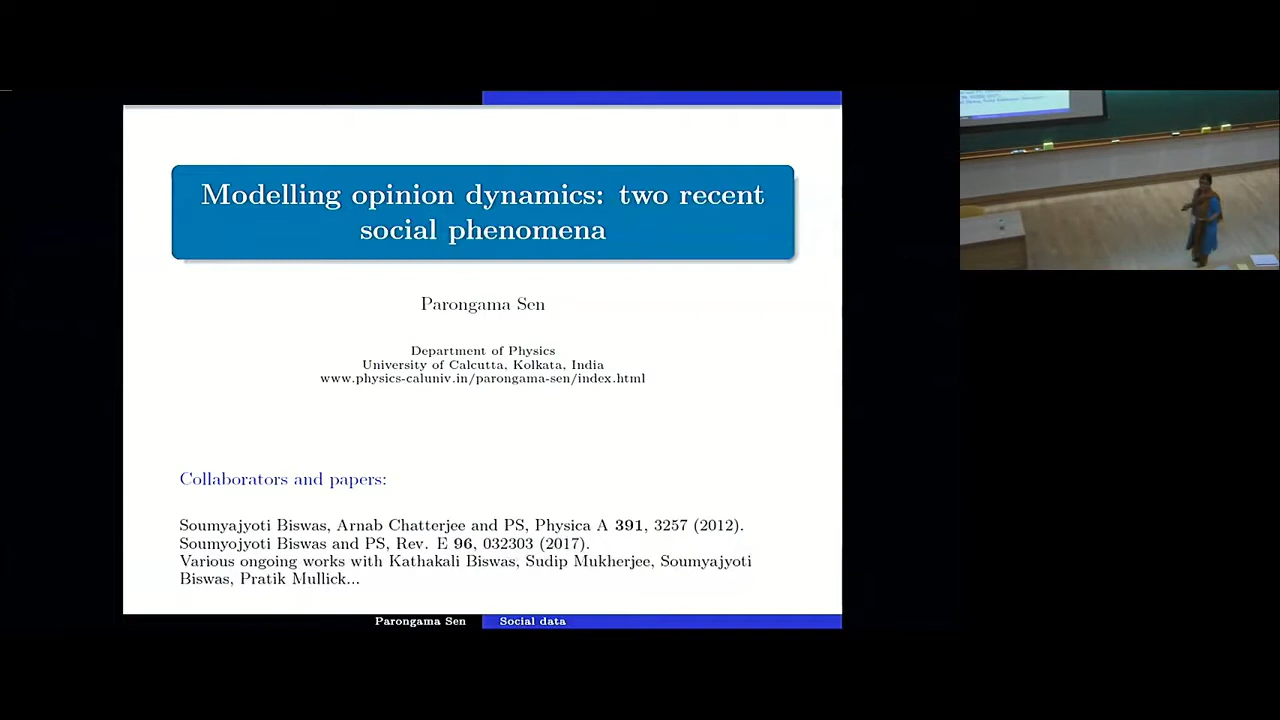 Modelling opinion dynamics: two recent
social phenomena
Parongama Sen
Department of Physics
University of Calcutta, Kolkata, India
www.physics-caluniv.in/parongama-sen/index.html
Collaborators and papers:
Soumyajyoti Biswas, Arnab Chatterjee and PS, Physica A 391, 3257 (2012).
Soumyojyoti Biswas and PS, Rev. E 96, 032303 (2017).
Various ongoing works with Kathakali Biswas, Sudip Mukherjee, Soumyajyoti
Biswas, Pratik Mullick...
Parongama Sen Social data